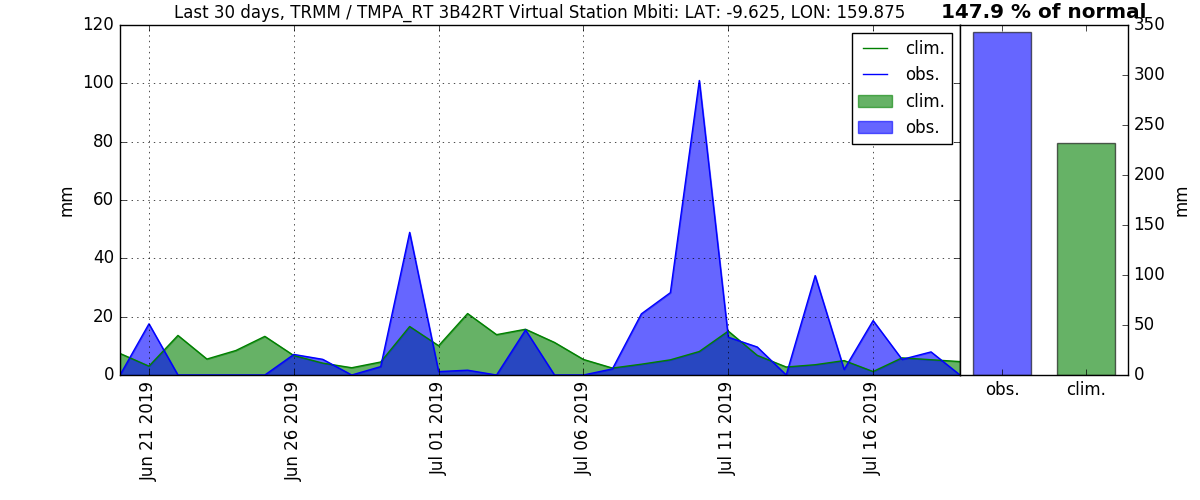 Last 30 days, TRMM / TMPA_RT 3B42RT Virtual Station Mbiti: LAT: -9.625, LON: 159.875
147.9 % of normal
120
100
80
60
40
20
0
mm
clim.
obs.
clim.
obs.
350
300
250
200
150
100
50
0
mm
Jun 21 2019
Jun 26 2019
Jul 01 2019
Jul 06 2019
Jul 11 2019
Jul 16 2019
obs.
clim.